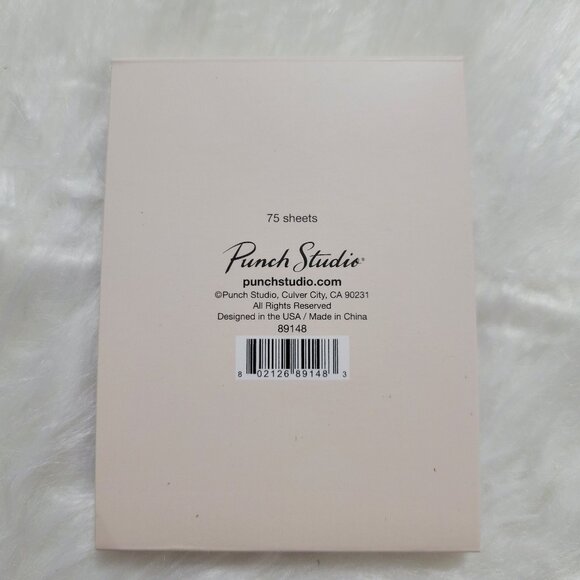 75 sheets
Punch Studio®
punchstudio.com
©Punch Studio, Culver City, CA 90231
All Rights Reserved
Designed in the USA / Made in China
89148
8 02126 89148 3